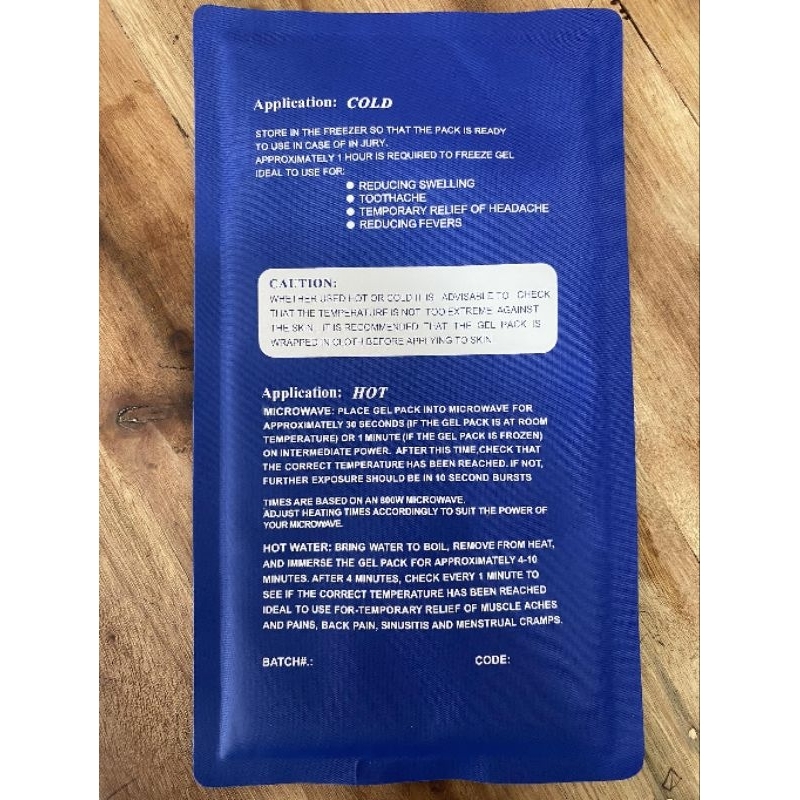 Application: COLD
STORE IN THE FREEZER SO THAT THE PACK IS READY
TO USE IN CASE OF IN JURY.
APPROXIMATELY 1 HOUR IS REQUIRED TO FREEZE GEL
IDEAL TO USE FOR:
● REDUCING SWELLING
● TOOTHACHE
● TEMPORARY RELIEF OF HEADACHE
● REDUCING FEVERS
CAUTION:
WHETHER USED HOT OR COLD IT IS ADVISABLE TO CHECK
THAT THE TEMPERATURE IS NOT TOO EXTREME AGAINST
THE SKIN. IT IS RECOMMENDED THAT THE GEL PACK IS
WRAPPED IN CLOTH BEFORE APPLYING TO SKIN
Application: HOT
MICROWAVE: PLACE GEL PACK INTO MICROWAVE FOR
APPROXIMATELY 30 SECONDS (IF THE GEL PACK IS AT ROOM
TEMPERATURE) OR 1 MINUTE (IF THE GEL PACK IS FROZEN)
ON INTERMEDIATE POWER. AFTER THIS TIME, CHECK THAT
THE CORRECT TEMPERATURE HAS BEEN REACHED. IF NOT,
FURTHER EXPOSURE SHOULD BE IN 10 SECOND BURSTS
TIMES ARE BASED ON AN 800W MICROWAVE.
ADJUST HEATING TIMES ACCORDINGLY TO SUIT THE POWER OF
YOUR MICROWAVE.
HOT WATER: BRING WATER TO BOIL, REMOVE FROM HEAT,
AND IMMERSE THE GEL PACK FOR APPROXIMATELY 4-10
MINUTES. AFTER 4 MINUTES, CHECK EVERY 1 MINUTE TO
SEE IF THE CORRECT TEMPERATURE HAS BEEN REACHED
IDEAL TO USE FOR-TEMPORARY RELIEF OF MUSCLE ACHES
AND PAINS, BACK PAIN, SINUSITIS AND MENSTRUAL CRAMPS.
BATCH#.: CODE: